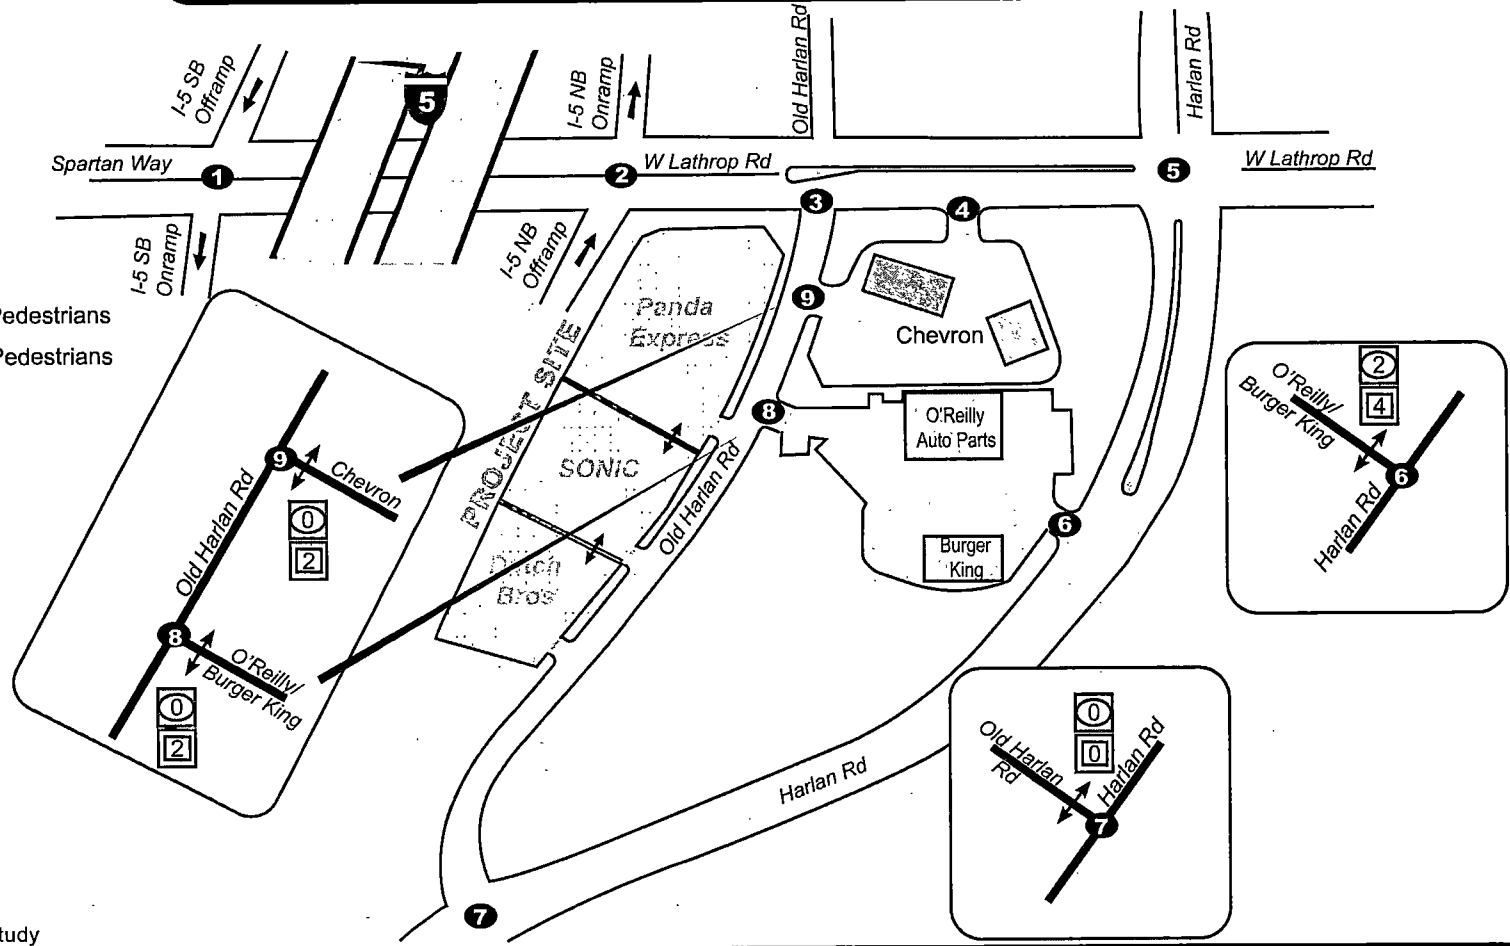 Old Harlan Rd
Harlan Rd
I-5 SB
Offramp
5
I-5 NB
Onramp
Spartan Way
1
2
W Lathrop Rd
5
W Lathrop Rd
3
4
I-5 SB
Onramp
I-5 NB
Offramp
Panda
Express
9
Chevron
Pedestrians
Pedestrians
PROJECT SITE
8
O'Reilly
Auto Parts
SONIC
Old Harlan Rd
6
Burger
King
Dutch
Bros
Harlan Rd
7
9
Chevron
0
2
Old Harlan Rd
8
O'Reilly/
Burger King
0
2
2
4
O'Reilly/
Burger King
6
Harlan Rd
0
0
Old Harlan
Rd
Harlan Rd
7